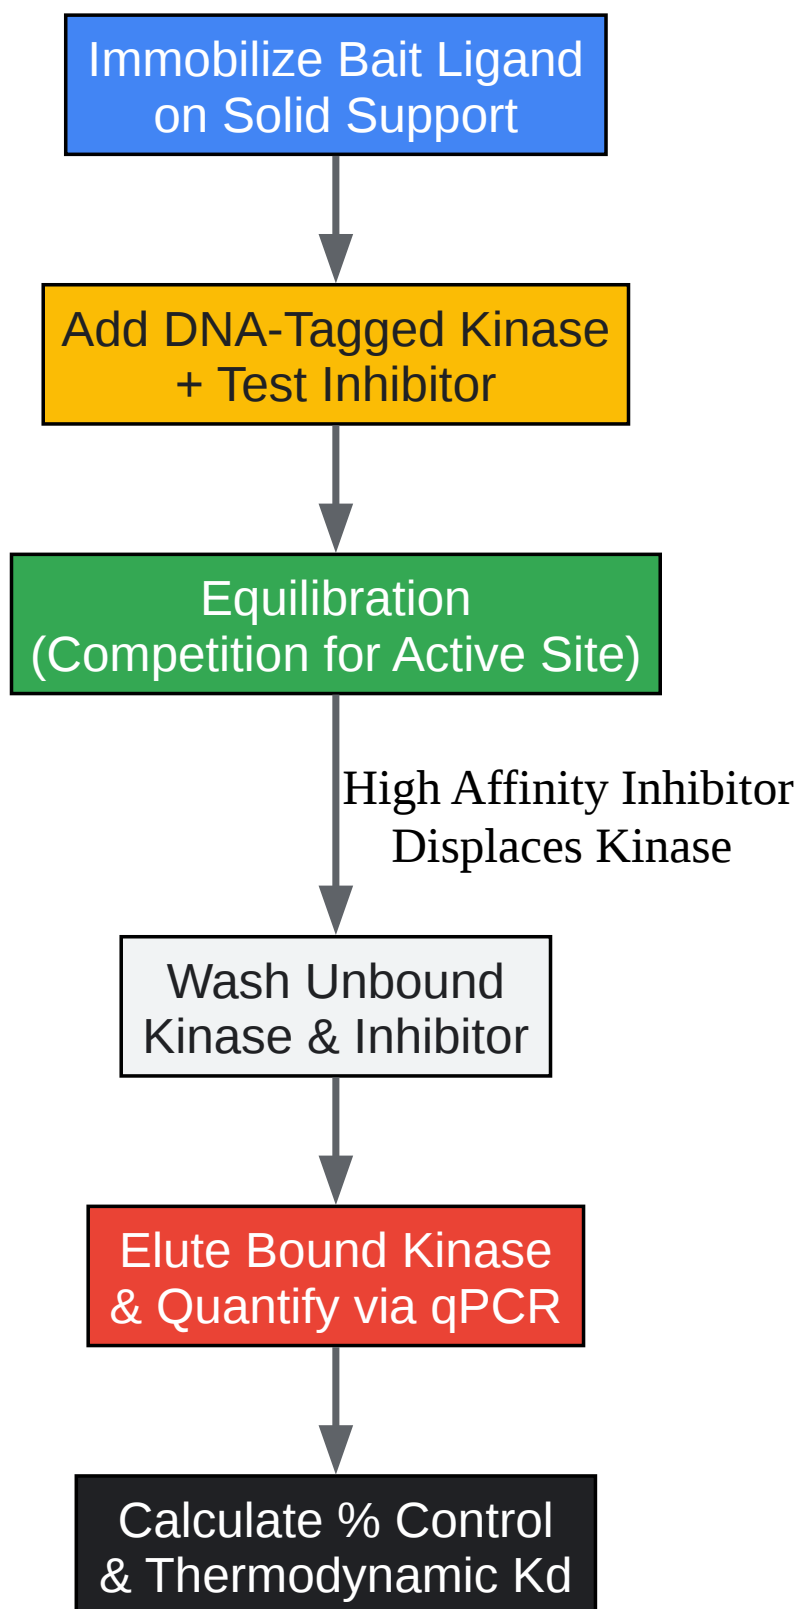 Immobilize Bait Ligand
on Solid Support
Add DNA-Tagged Kinase
+ Test Inhibitor
Equilibration
(Competition for Active Site)
High Affinity Inhibitor
Displaces Kinase
Wash Unbound
Kinase & Inhibitor
Elute Bound Kinase
& Quantify via qPCR
Calculate % Control
& Thermodynamic Kd